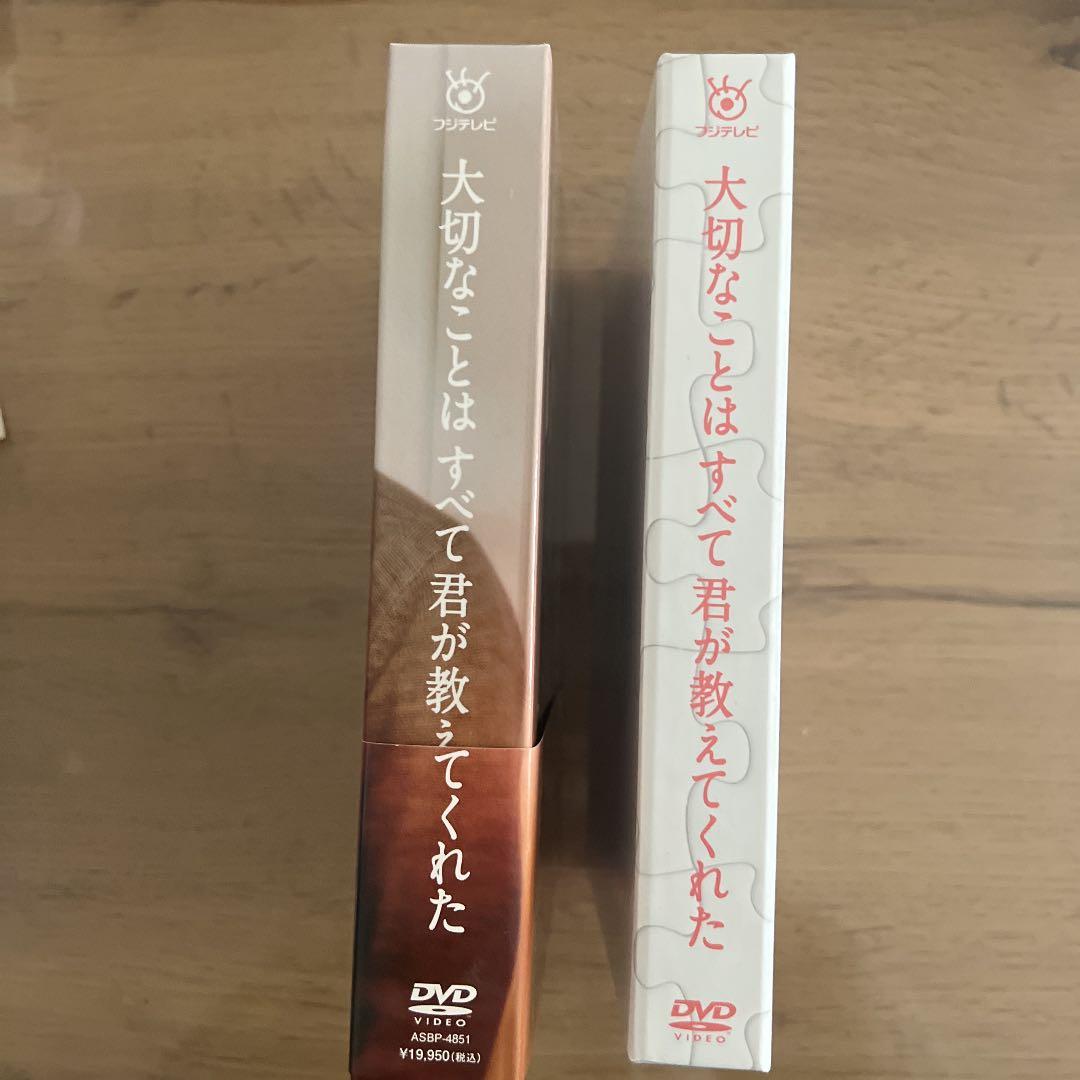 フジテレビ
大切なことは すべて君が教えてくれた
DVD
VIDEO
ASBP-4851
¥19,950(税込)
フジテレビ
大切なことは すべて君が教えてくれた
DVD
VIDEO